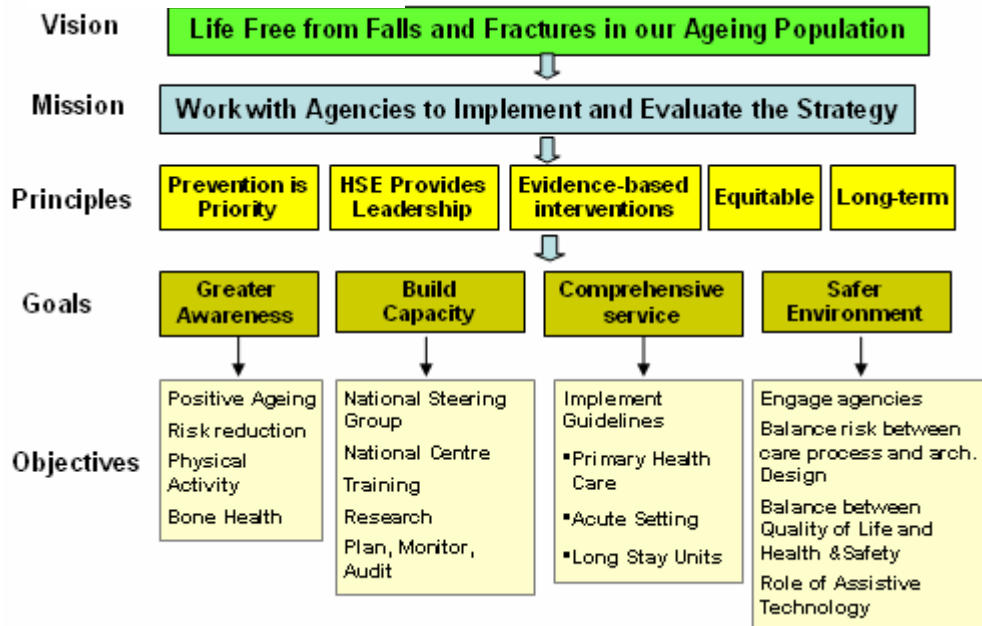 Vision
Life Free from Falls and Fractures in our Ageing Population
Mission
Work with Agencies to Implement and Evaluate the Strategy
Principles
Prevention is
Priority
HSE Provides
Leadership
Evidence-based
interventions
Equitable
Long-term
Goals
Greater
Awareness
Build
Capacity
Comprehensive
service
Safer
Environment
Objectives
Positive Ageing
Risk reduction
Physical
Activity
Bone Health
National Steering
Group
National Centre
Training
Research
Plan, Monitor,
Audit
Implement
Guidelines
▪Primary Health
Care
▪Acute Setting
▪Long Stay Units
Engage agencies
Balance risk between
care process and arch.
Design
Balance between
Quality of Life and
Health &Safety
Role of Assistive
Technology